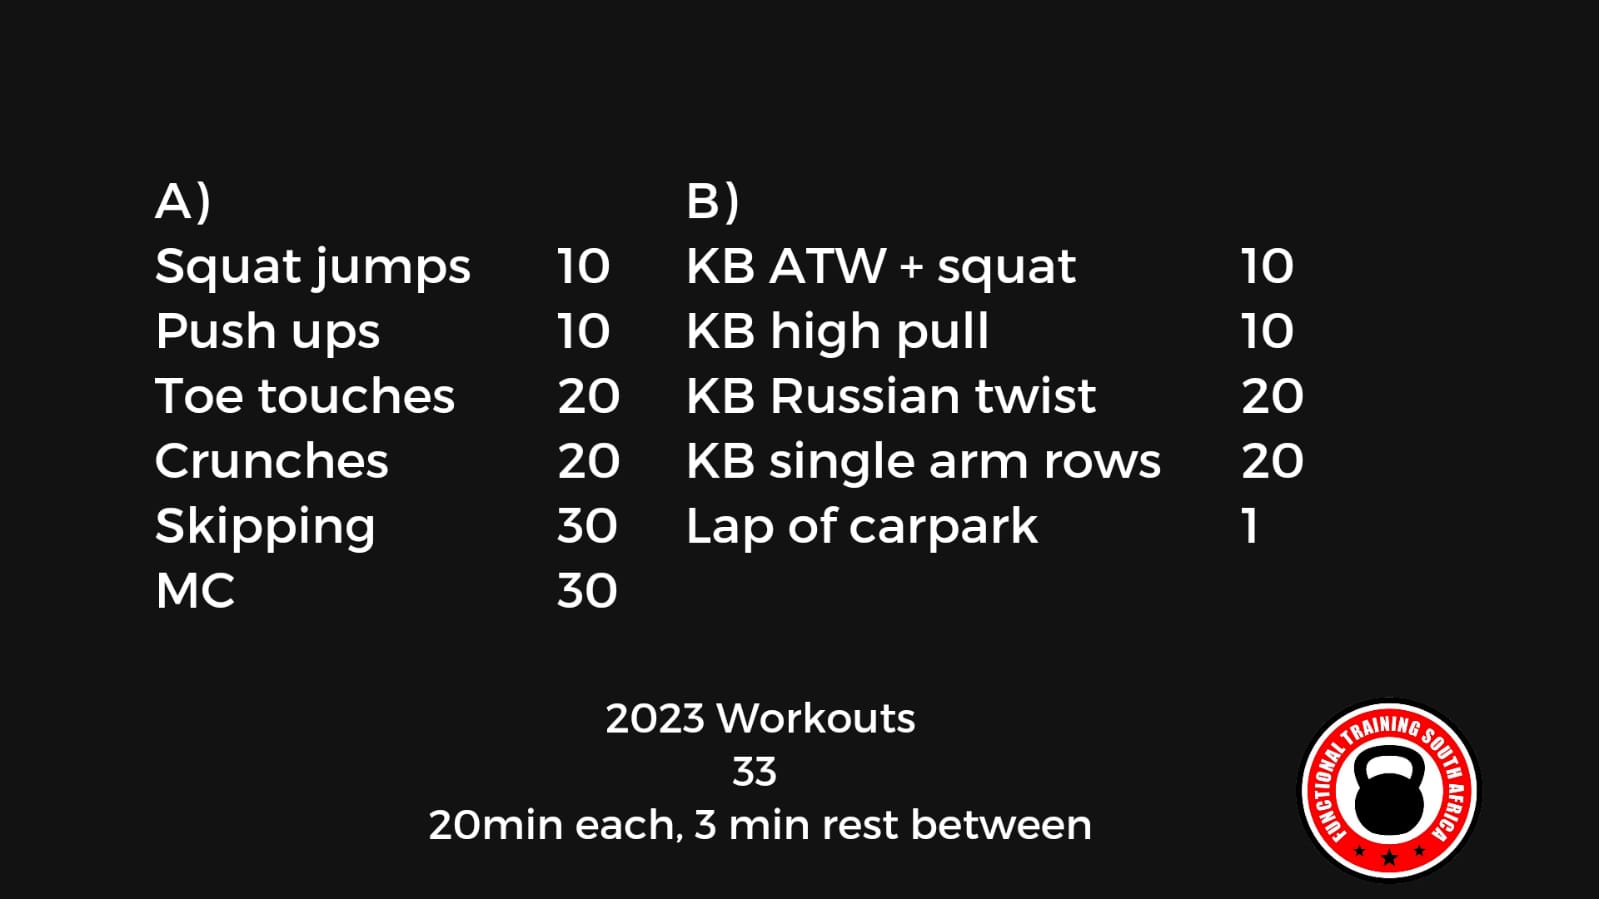 A)
Squat jumps 10
Push ups 10
Toe touches 20
Crunches 20
Skipping 30
MC 30
B)
KB ATW + squat 10
KB high pull 10
KB Russian twist 20
KB single arm rows 20
Lap of carpark 1
2023 Workouts
33
20min each, 3 min rest between
FUNCTIONAL TRAINING SOUTH AFRICA